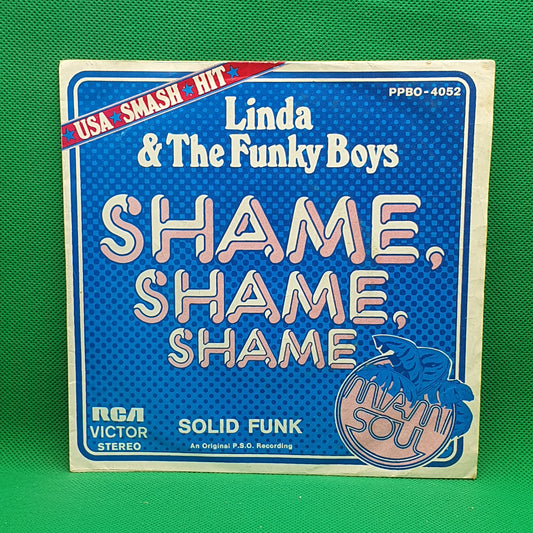 ★USA★SMASH★HIT★
PPBO-4052
Linda
& The Funky Boys
SHAME,
SHAME,
SHAME
RCA
VICTOR
STEREO
SOLID FUNK
An Original P.S.O. Recording
MIAMI
SOUL